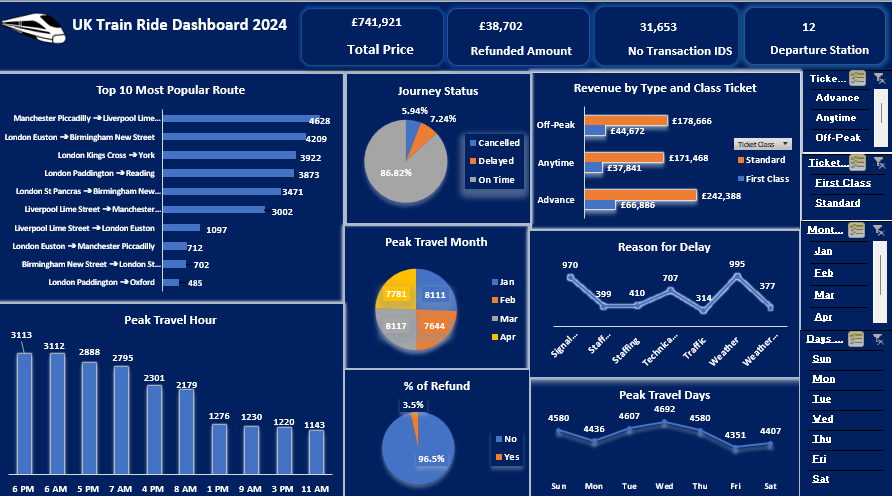 UK Train Ride Dashboard 2024
£741,921
Total Price
£38,702
Refunded Amount
31,653
No Transaction IDS
12
Departure Station
Top 10 Most Popular Route
Manchester Piccadilly → Liverpool Lime...
4628
London Euston → Birmingham New Street
4209
London Kings Cross → York
3922
London Paddington → Reading
3873
London St Pancras → Birmingham New...
3471
Liverpool Lime Street → Manchester...
3002
Liverpool Lime Street → London Euston
1097
London Euston → Manchester Piccadilly
712
Birmingham New Street → London St...
702
London Paddington → Oxford
485
Journey Status
5.94%
7.24%
86.82%
Cancelled
Delayed
On Time
Revenue by Type and Class Ticket
Off-Peak
£178,666
£44,672
Anytime
£171,468
£37,841
Advance
£242,388
£66,886
Ticket Class
Standard
First Class
Ticke...
Advance
Anytime
Off-Peak
Ticket...
First Class
Standard
Mont...
Jan
Feb
Mar
Apr
Days ...
Sun
Mon
Tue
Wed
Thu
Fri
Sat
Peak Travel Month
7781
8111
8117
7644
Jan
Feb
Mar
Apr
Reason for Delay
970
399
410
707
314
995
377
Signal...
Staff...
Staffing
Technica...
Traffic
Weather
Weather...
Peak Travel Hour
3113
3112
2888
2795
2301
2179
1276
1230
1220
1143
6 PM
6 AM
5 PM
7 AM
4 PM
8 AM
1 PM
9 AM
3 PM
11 AM
% of Refund
3.5%
96.5%
No
Yes
Peak Travel Days
4580
4436
4607
4692
4580
4351
4407
Sun
Mon
Tue
Wed
Thu
Fri
Sat